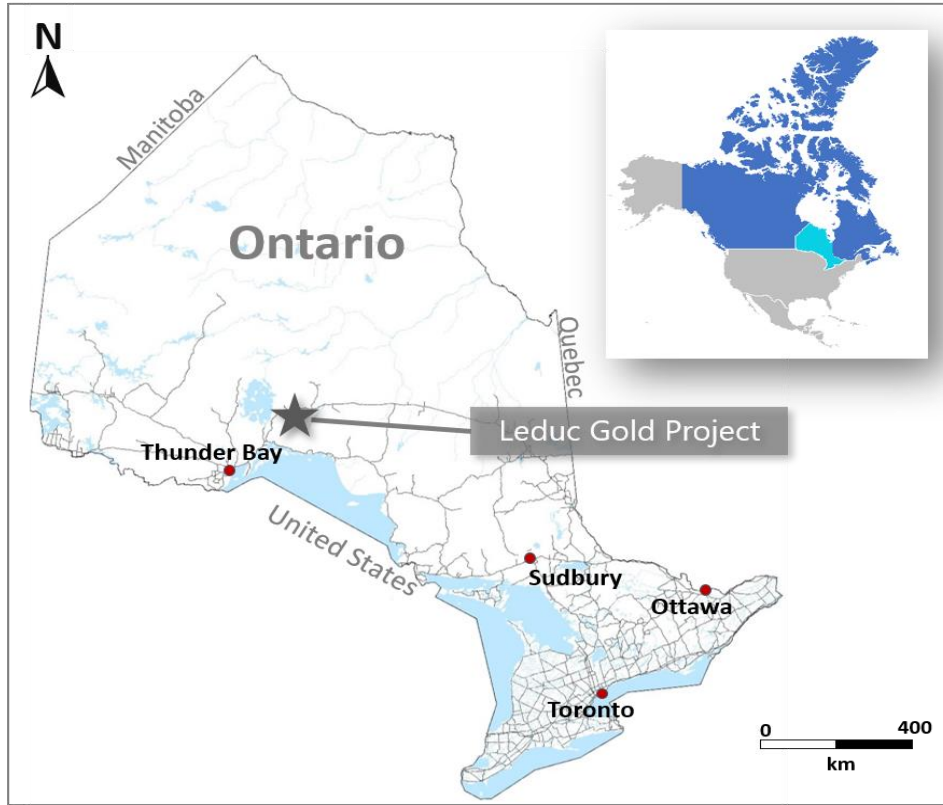 N
Manitoba
Ontario
Quebec
Leduc Gold Project
Thunder Bay
United States
Sudbury
Ottawa
Toronto
0 400
km